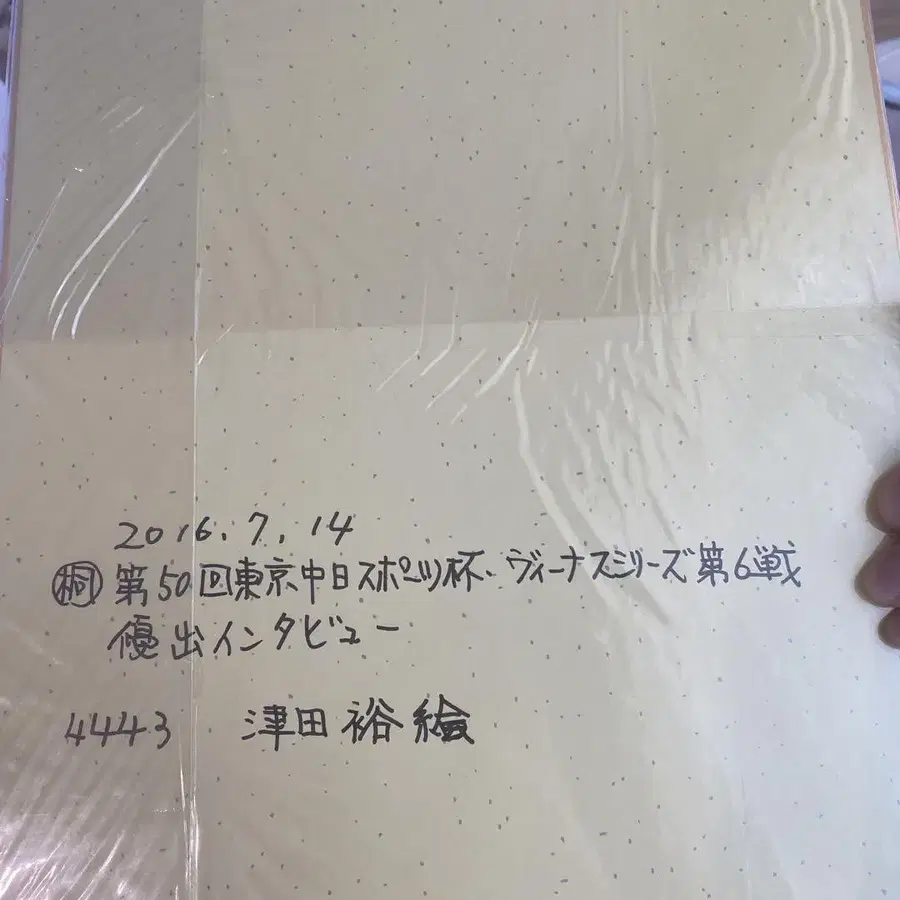 2016.7.14
㊗桐 第50回東京中日スポーツ杯.ヴィーナスシリーズ第6戦
優出インタビュー
4443 津田裕絵